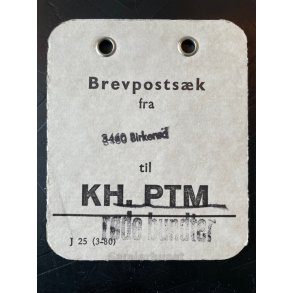 Brevpostsæk
fra
3460 Birkerød
til
KH. PTM
røde bundter
J 25 (3-80)